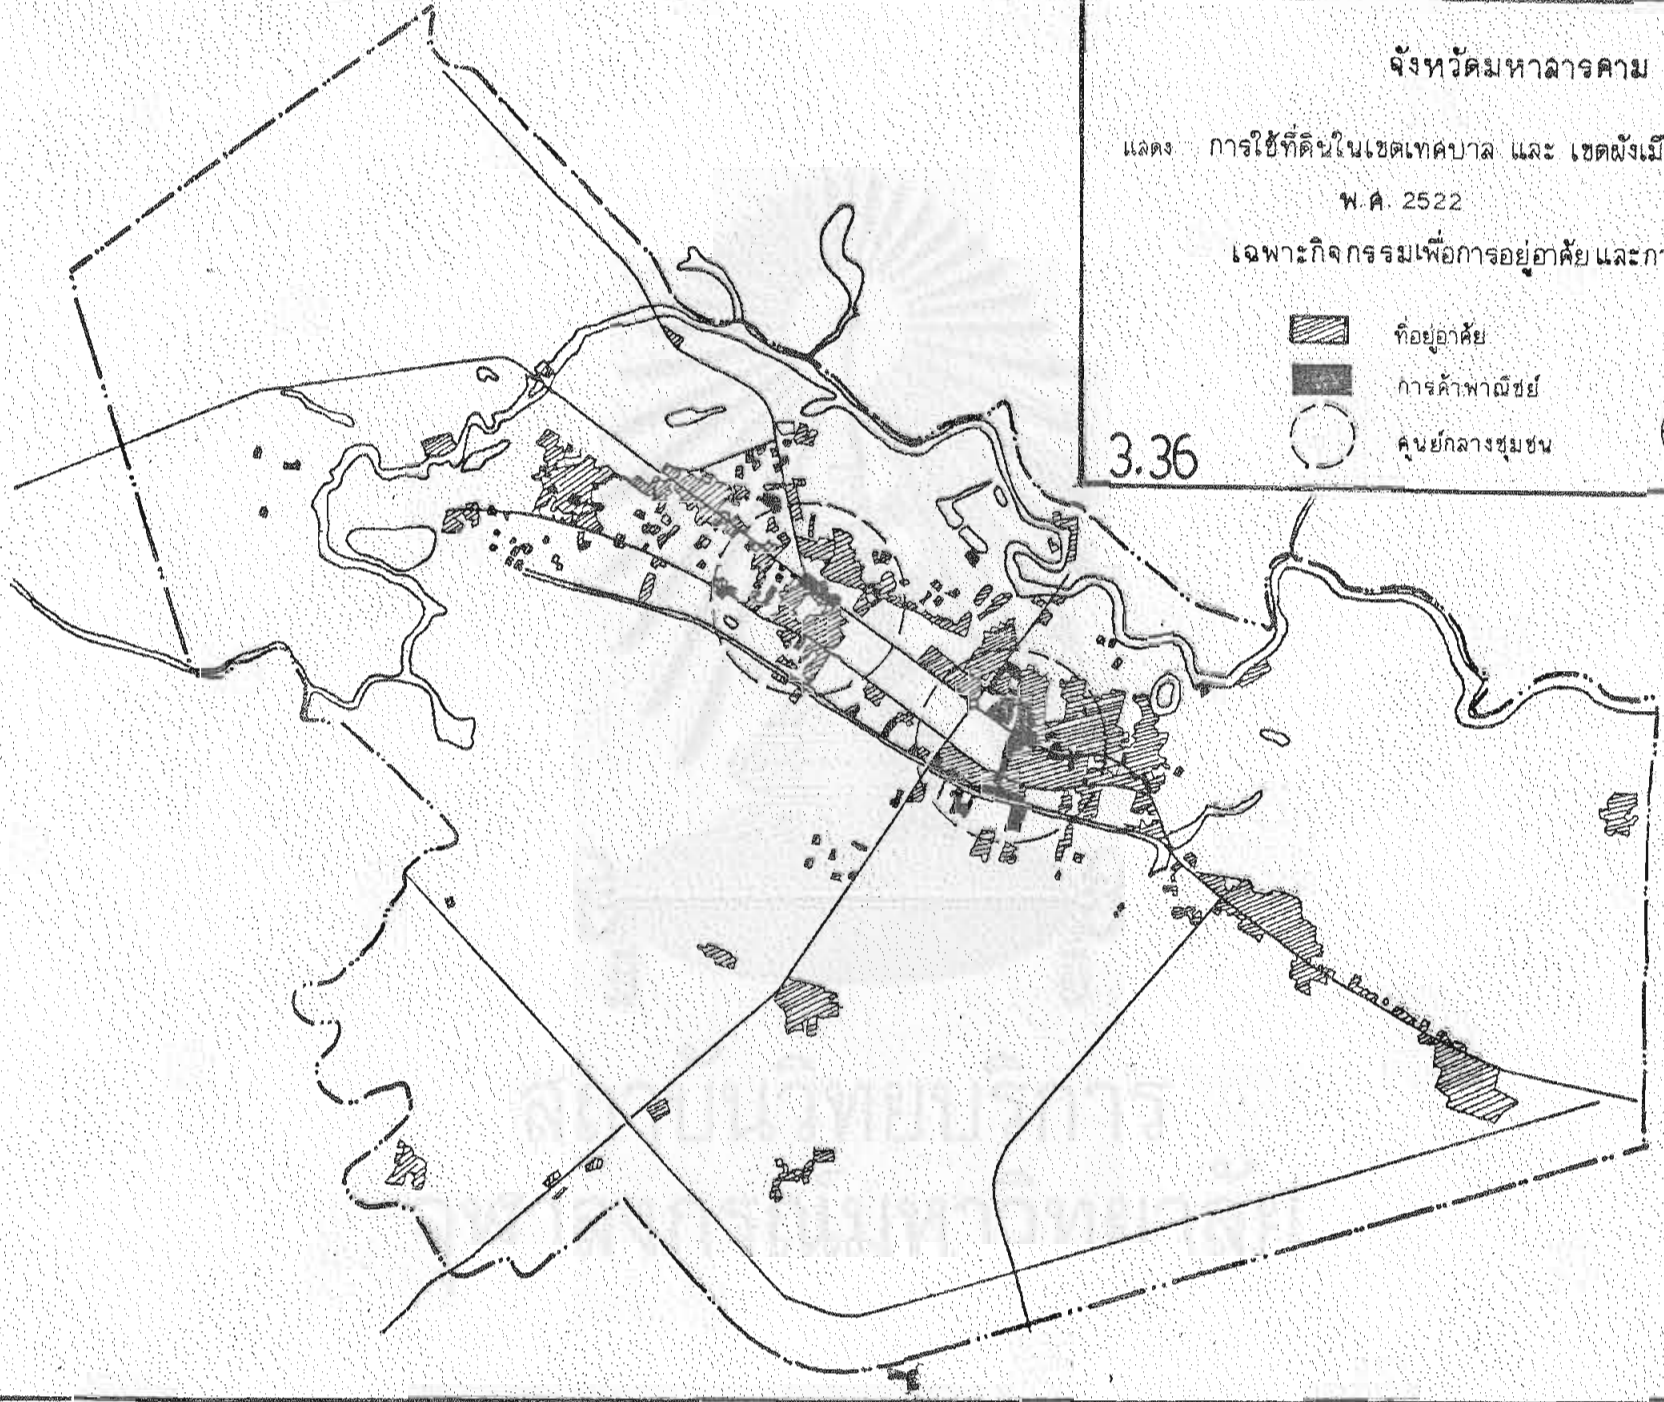 จังหวัดมหาสารคาม
แสดง การใช้ที่ดินในเขตเทศบาล และ เขตผังเมื
พ.ศ. 2522
เฉพาะกิจกรรมเพื่อการอยู่อาศัยและกา
ที่อยู่อาศัย
การค้าพาณิชย์
ศูนย์กลางชุมชน
3.36